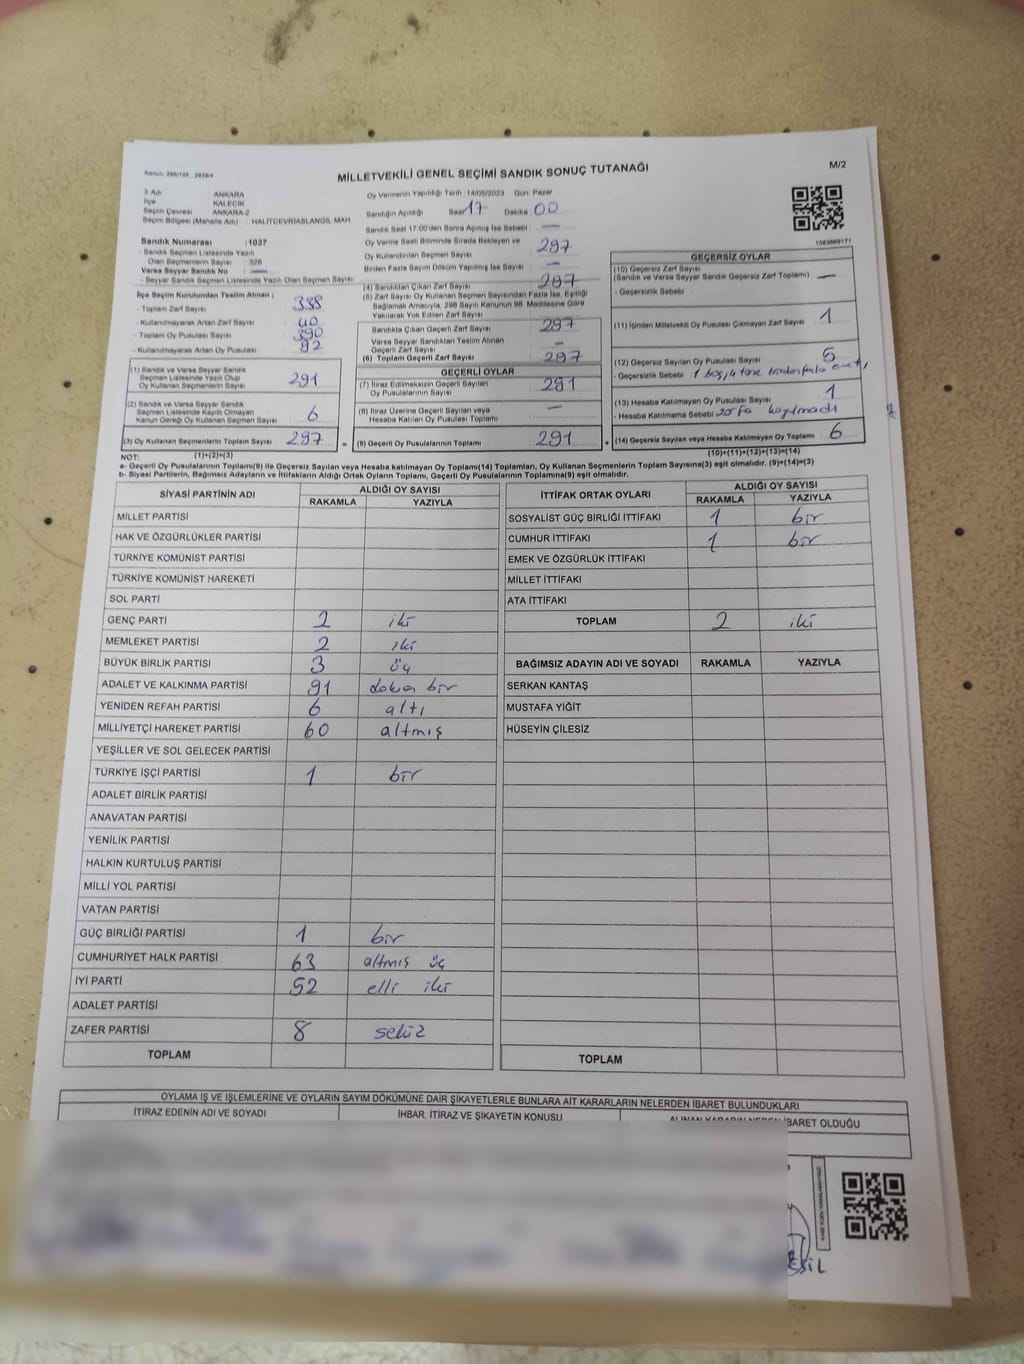 Kanun: 298/105 : 2839/4
MİLLETVEKİLİ GENEL SEÇİMİ SANDIK SONUÇ TUTANAĞI
M/2
İl Adı ANKARA
İlçe KALECİK
Seçim Çevresi ANKARA-2
Seçim Bölgesi (Mahalle Adı) : HALİTCEVRİASLANGİL MAH.
Sandık Numarası :1037
- Sandık Seçmen Listesinde Yazılı
Olan Seçmenlerin Sayısı : 328
Varsa Seyyar Sandık No : —
- Seyyar Sandık Seçmen Listesinde Yazılı Olan Seçmen Sayısı
İlçe Seçim Kurulundan Teslim Alınan ;
- Toplam Zarf Sayısı 338
- Kullanılmayarak Artan Zarf Sayısı 40
- Toplam Oy Pusulası Sayısı 390
- Kullanılmayarak Artan Oy Pusulası 92
(1) Sandık ve Varsa Seyyar Sandık
Seçmen Listesinde Yazılı Olup
Oy Kullanan Seçmenlerin Sayısı 291
(2) Sandık ve Varsa Seyyar Sandık
Seçmen Listesinde Kayıtlı Olmayan
Kanun Gereği Oy Kullanan Seçmen Sayısı 6
(3) Oy Kullanan Seçmenlerin Toplam Sayısı 297
Oy Vermenin Yapıldığı Tarih :14/05/2023 Gün Pazar
Sandığın Açıldığı Saat 17 Dakika 00
Sandık Saat 17:00'den Sonra Açılmış İse Sebebi : —
Oy Verme Saati Bitiminde Sırada Bekleyen ve
Oy Kullandırılan Seçmen Sayısı 297
Birden Fazla Sayım Döküm Yapılmış İse Sayısı : —
(4) Sandıktan Çıkan Zarf Sayısı 297
(5) Zarf Sayısı Oy Kullanan Seçmen Sayısından Fazla İse, Eşitliği
Sağlamak Amacıyla, 298 Sayılı Kanunun 98. Maddesine Göre
Yakılarak Yok Edilen Zarf Sayısı
Sandıkta Çıkan Geçerli Zarf Sayısı 297
Varsa Seyyar Sandıktan Teslim Alınan
Geçerli Zarf Sayısı —
(6) Toplam Geçerli Zarf Sayısı 297
GEÇERLİ OYLAR
(7) İtiraz Edilmeksizin Geçerli Sayılan
Oy Pusulalarının Sayısı 291
(8) İtiraz Üzerine Geçerli Sayılan veya
Hesaba Katılan Oy Pusulası Toplamı —
= (9) Geçerli Oy Pusulalarının Toplamı 291
1083669171
GEÇERSİZ OYLAR
(10) Geçersiz Zarf Sayısı
(Sandık ve Varsa Seyyar Sandık Geçersiz Zarf Toplamı) —
- Geçersizlik Sebebi
(11) İçinden Milletvekili Oy Pusulası Çıkmayan Zarf Sayısı 1
(12) Geçersiz Sayılan Oy Pusulası Sayısı 5
- Geçersizlik Sebebi : 1 boş, 4 tane birden fazla evet,
(13) Hesaba Katılmayan Oy Pusulası Sayısı 1
- Hesaba Katılmama Sebebi zarfa koyulmadı
+ (14) Geçersiz Sayılan veya Hesaba Katılmayan Oy Toplamı 6
NOT: (1)+(2)=(3) (10)+(11)+(12)+(13)=(14)
a- Geçerli Oy Pusulalarının Toplamı(9) ile Geçersiz Sayılan veya Hesaba katılmayan Oy Toplamı(14) Toplamları, Oy Kullanan Seçmenlerin Toplam Sayısına(3) eşit olmalıdır. (9)+(14)=(3)
b- Siyasi Partilerin, Bağımsız Adayların ve İttifakların Aldığı Ortak Oyların Toplamı, Geçerli Oy Pusulalarının Toplamına(9) eşit olmalıdır.
SİYASİ PARTİNİN ADI ALDIĞI OY SAYISI
RAKAMLA YAZIYLA
MİLLET PARTİSİ
HAK VE ÖZGÜRLÜKLER PARTİSİ
TÜRKİYE KOMÜNİST PARTİSİ
TÜRKİYE KOMÜNİST HAREKETİ
SOL PARTİ
GENÇ PARTİ 2 iki
MEMLEKET PARTİSİ 2 iki
BÜYÜK BİRLİK PARTİSİ 3 üç
ADALET VE KALKINMA PARTİSİ 91 doksan bir
YENİDEN REFAH PARTİSİ 6 altı
MİLLİYETÇİ HAREKET PARTİSİ 60 altmış
YEŞİLLER VE SOL GELECEK PARTİSİ
TÜRKİYE İŞÇİ PARTİSİ 1 bir
ADALET BİRLİK PARTİSİ
ANAVATAN PARTİSİ
YENİLİK PARTİSİ
HALKIN KURTULUŞ PARTİSİ
MİLLİ YOL PARTİSİ
VATAN PARTİSİ
GÜÇ BİRLİĞİ PARTİSİ 1 bir
CUMHURİYET HALK PARTİSİ 63 altmış üç
İYİ PARTİ 52 elli iki
ADALET PARTİSİ
ZAFER PARTİSİ 8 sekiz
TOPLAM
İTTİFAK ORTAK OYLARI ALDIĞI OY SAYISI
RAKAMLA YAZIYLA
SOSYALİST GÜÇ BİRLİĞİ İTTİFAKI 1 bir
CUMHUR İTTİFAKI 1 bir
EMEK VE ÖZGÜRLÜK İTTİFAKI
MİLLET İTTİFAKI
ATA İTTİFAKI
TOPLAM 2 iki
BAĞIMSIZ ADAYIN ADI VE SOYADI RAKAMLA YAZIYLA
SERKAN KANTAŞ
MUSTAFA YİĞİT
HÜSEYİN ÇİLESİZ
TOPLAM
OYLAMA İŞ VE İŞLEMLERİNE VE OYLARIN SAYIM DÖKÜMÜNE DAİR ŞİKAYETLERLE BUNLARA AİT KARARLARIN NELERDEN İBARET BULUNDUKLARI
İTİRAZ EDENİN ADI VE SOYADI İHBAR, İTİRAZ VE ŞİKAYETİN KONUSU ALINAN KARARIN NEDEN İBARET OLDUĞU